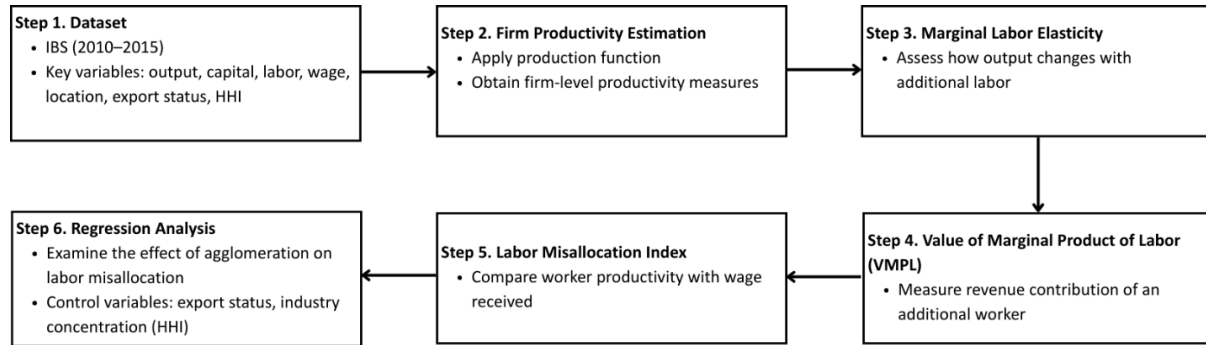 Step 1. Dataset
• IBS (2010–2015)
• Key variables: output, capital, labor, wage,
location, export status, HHI
Step 2. Firm Productivity Estimation
• Apply production function
• Obtain firm-level productivity measures
Step 3. Marginal Labor Elasticity
• Assess how output changes with
additional labor
Step 4. Value of Marginal Product of Labor
(VMPL)
• Measure revenue contribution of an
additional worker
Step 5. Labor Misallocation Index
• Compare worker productivity with wage
received
Step 6. Regression Analysis
• Examine the effect of agglomeration on
labor misallocation
• Control variables: export status, industry
concentration (HHI)